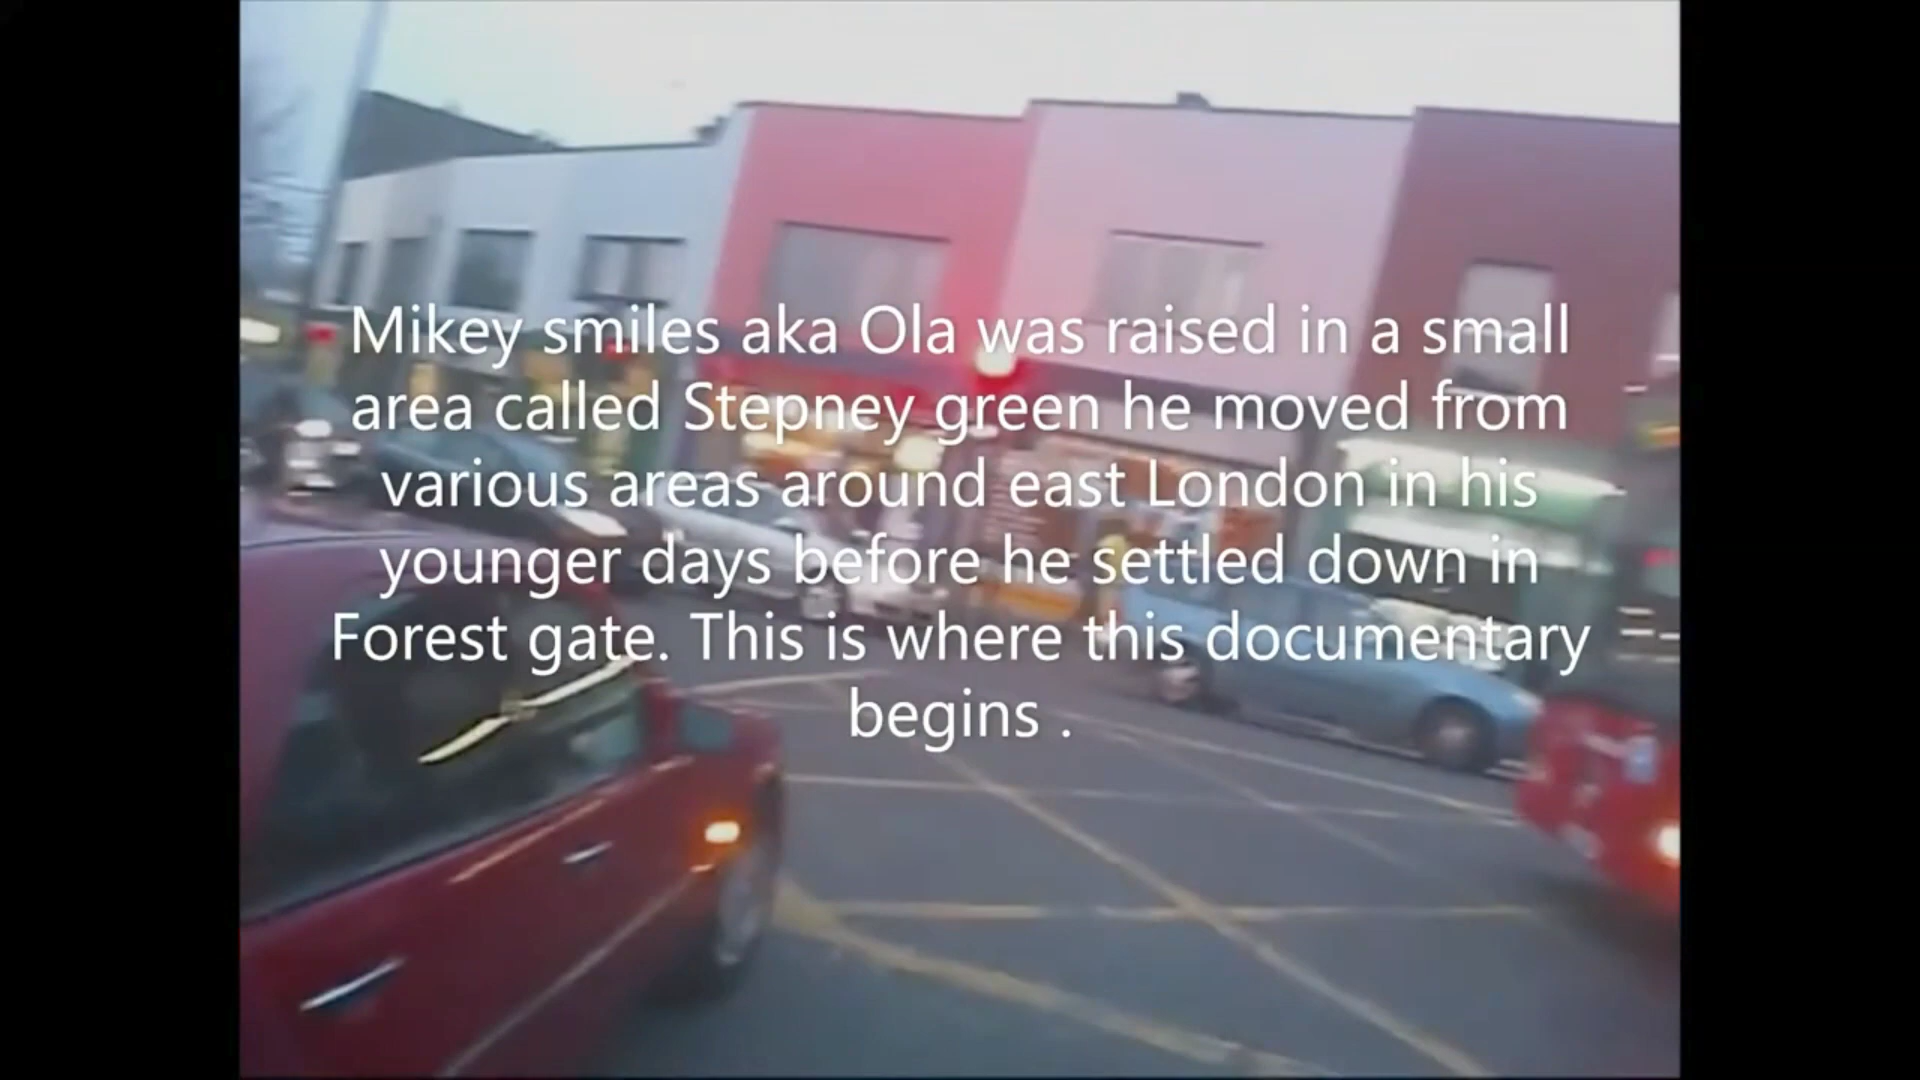 Mikey smiles aka Ola was raised in a small
area called Stepney green he moved from
various areas around east London in his
younger days before he settled down in
Forest gate. This is where this documentary
begins .